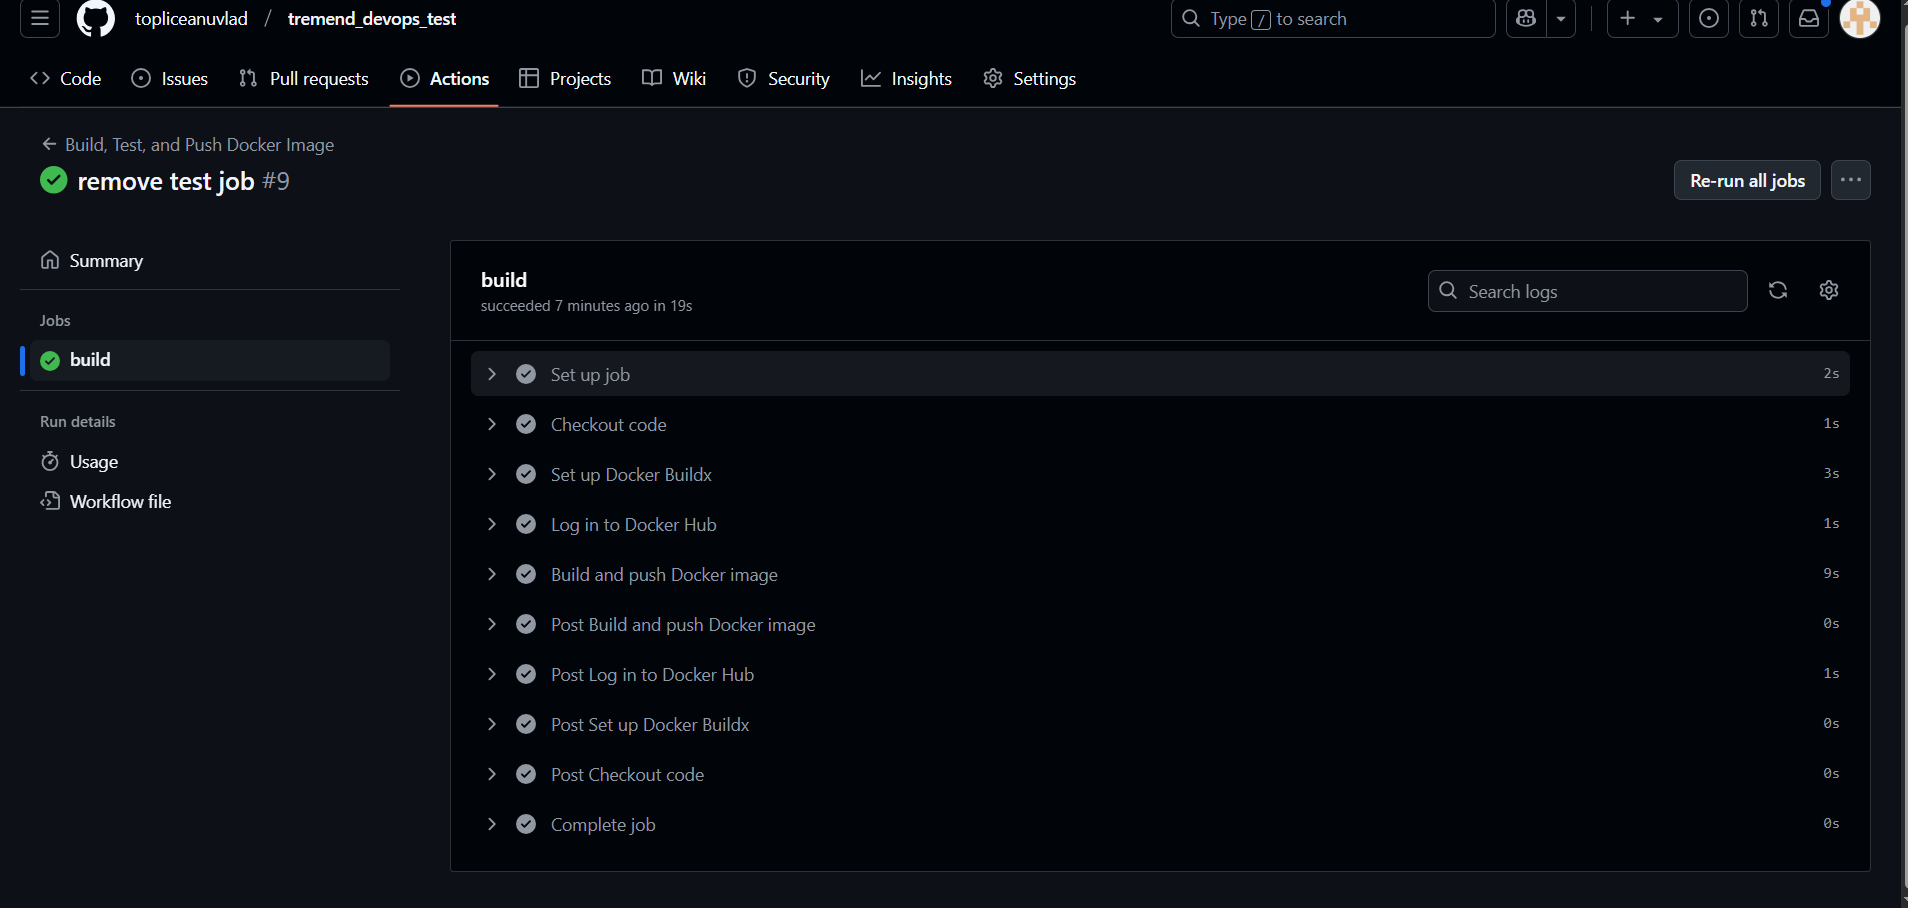 topliceanuvlad / tremend_devops_test
Type / to search
Code Issues Pull requests Actions Projects Wiki Security Insights Settings
Build, Test, and Push Docker Image
remove test job #9
Re-run all jobs
Summary
Jobs
build
Run details
Usage
Workflow file
build
succeeded 7 minutes ago in 19s
Search logs
Set up job 2s
Checkout code 1s
Set up Docker Buildx 3s
Log in to Docker Hub 1s
Build and push Docker image 9s
Post Build and push Docker image 0s
Post Log in to Docker Hub 1s
Post Set up Docker Buildx 0s
Post Checkout code 0s
Complete job 0s